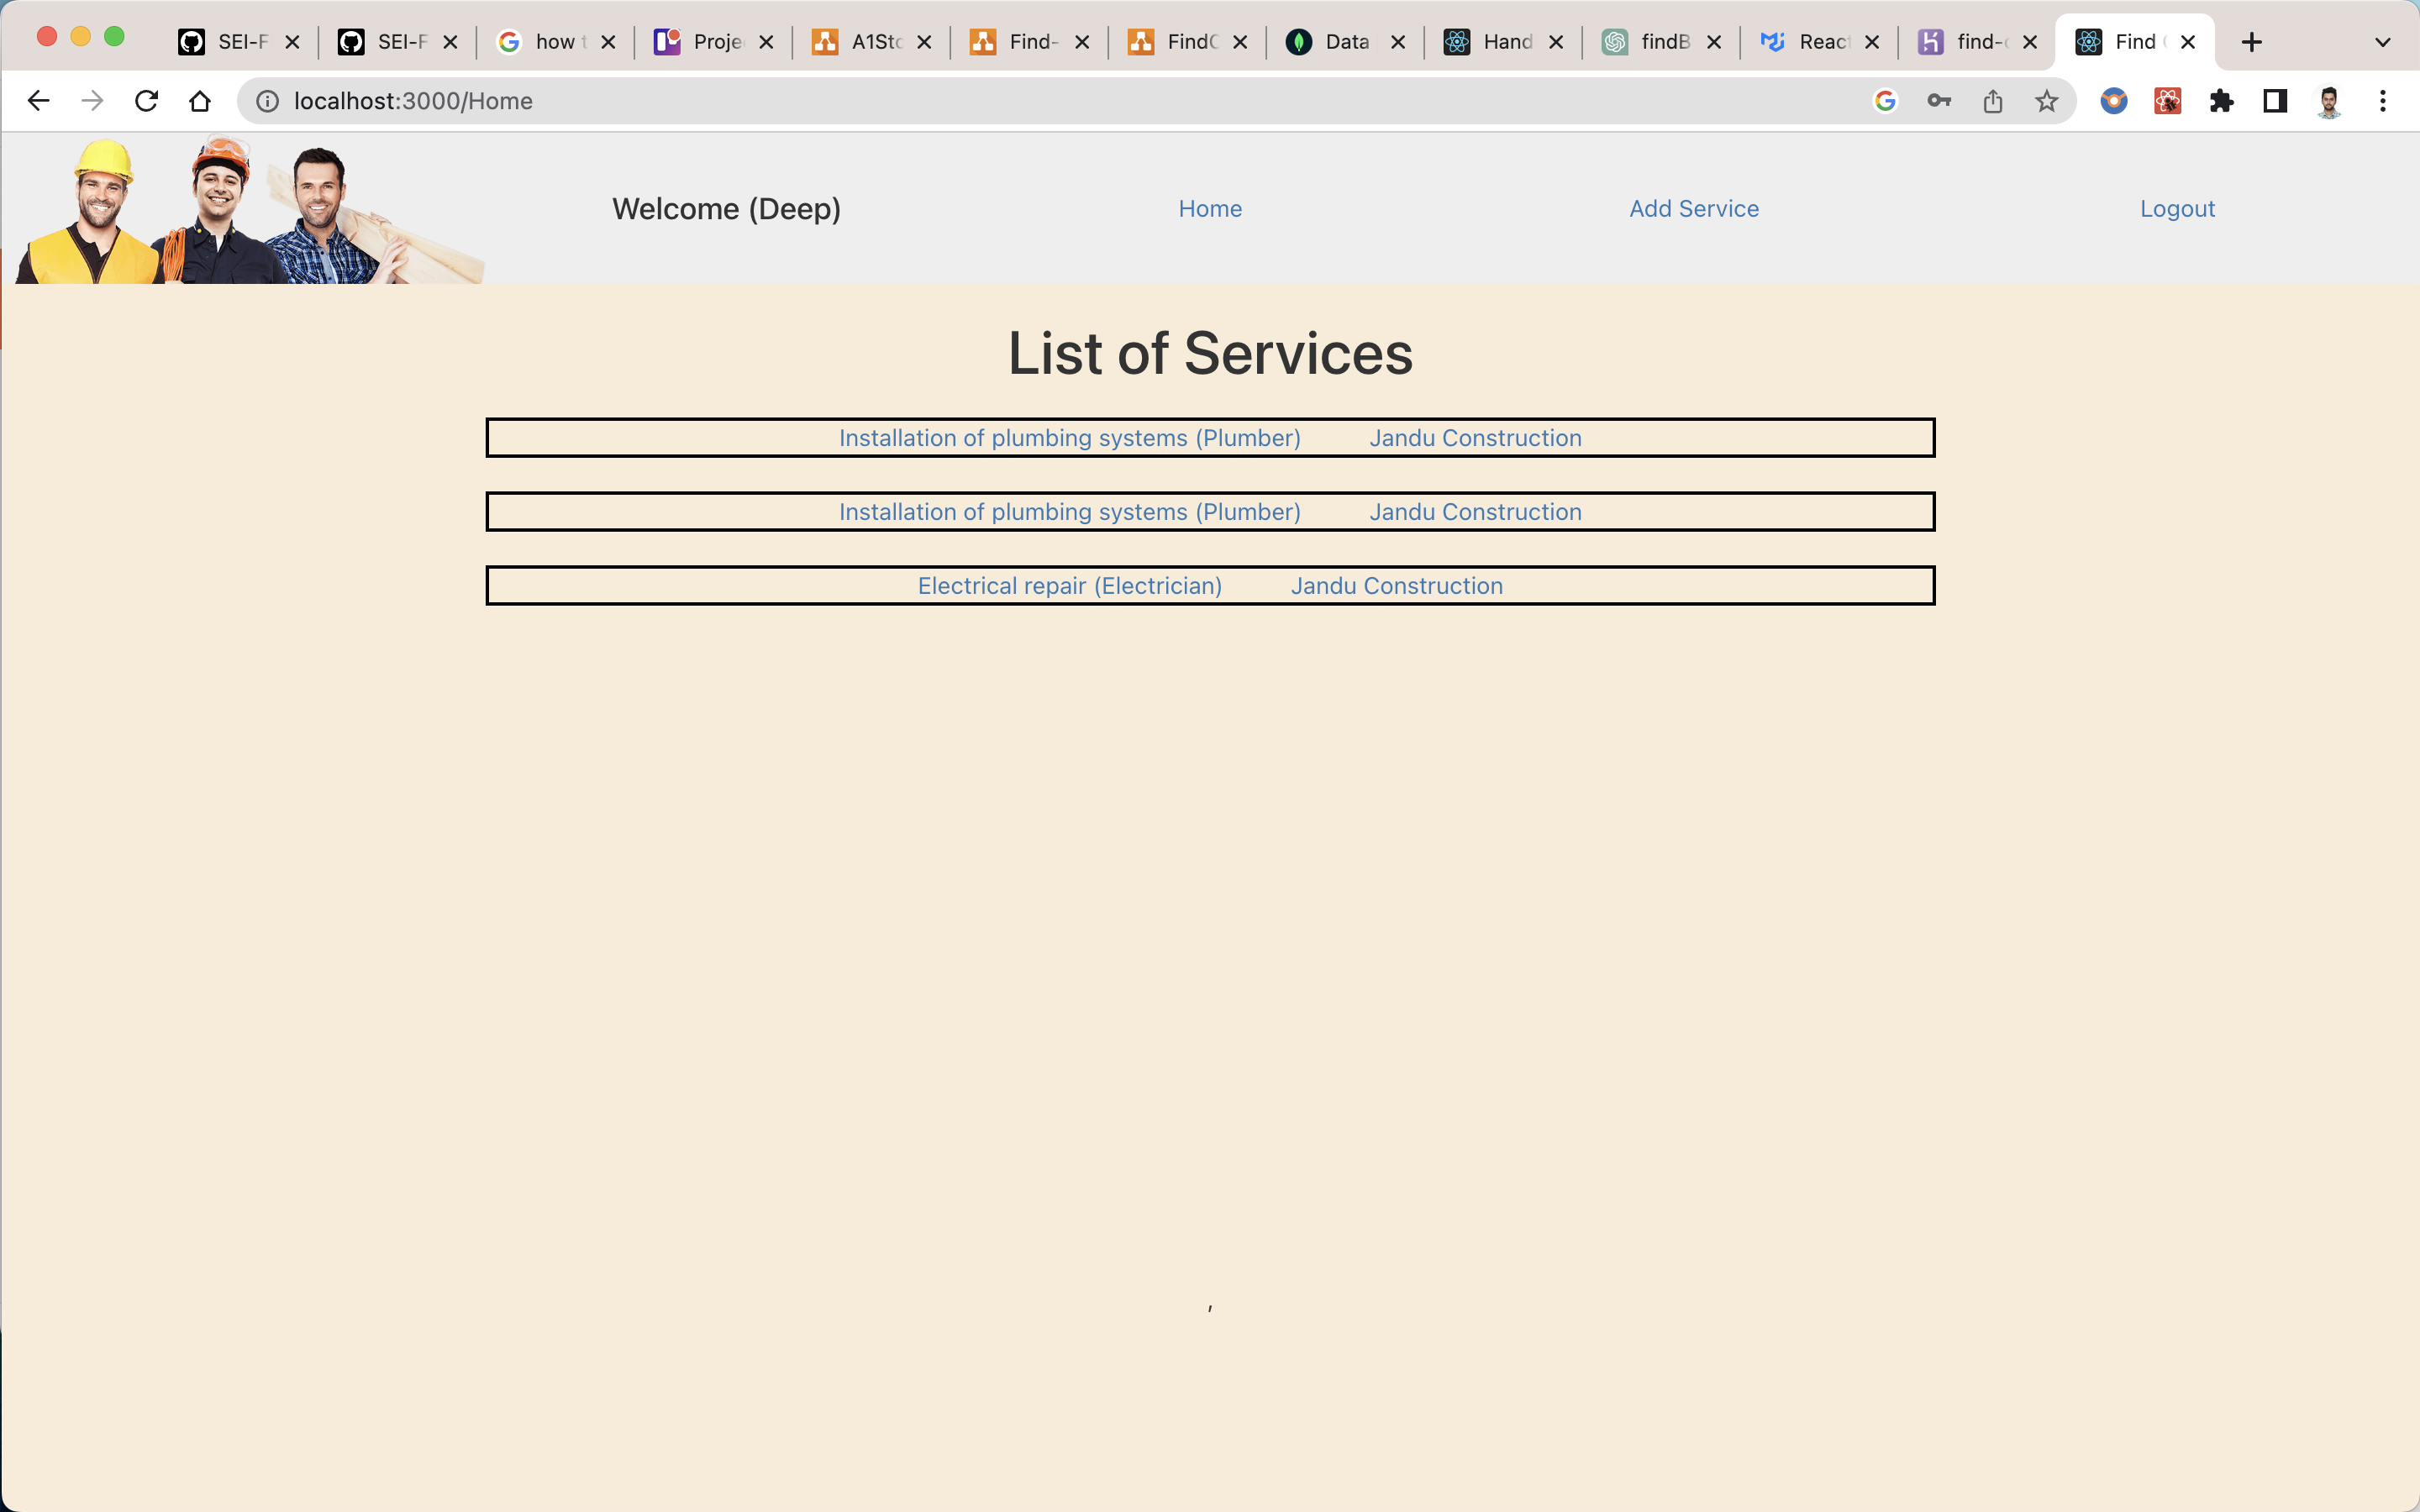 SEI-F SEI-F how t Proje A1Sto Find- FindC Data Hand findB React find-c Find
localhost:3000/Home
Welcome (Deep) Home Add Service Logout
List of Services
Installation of plumbing systems (Plumber) Jandu Construction
Installation of plumbing systems (Plumber) Jandu Construction
Electrical repair (Electrician) Jandu Construction
,